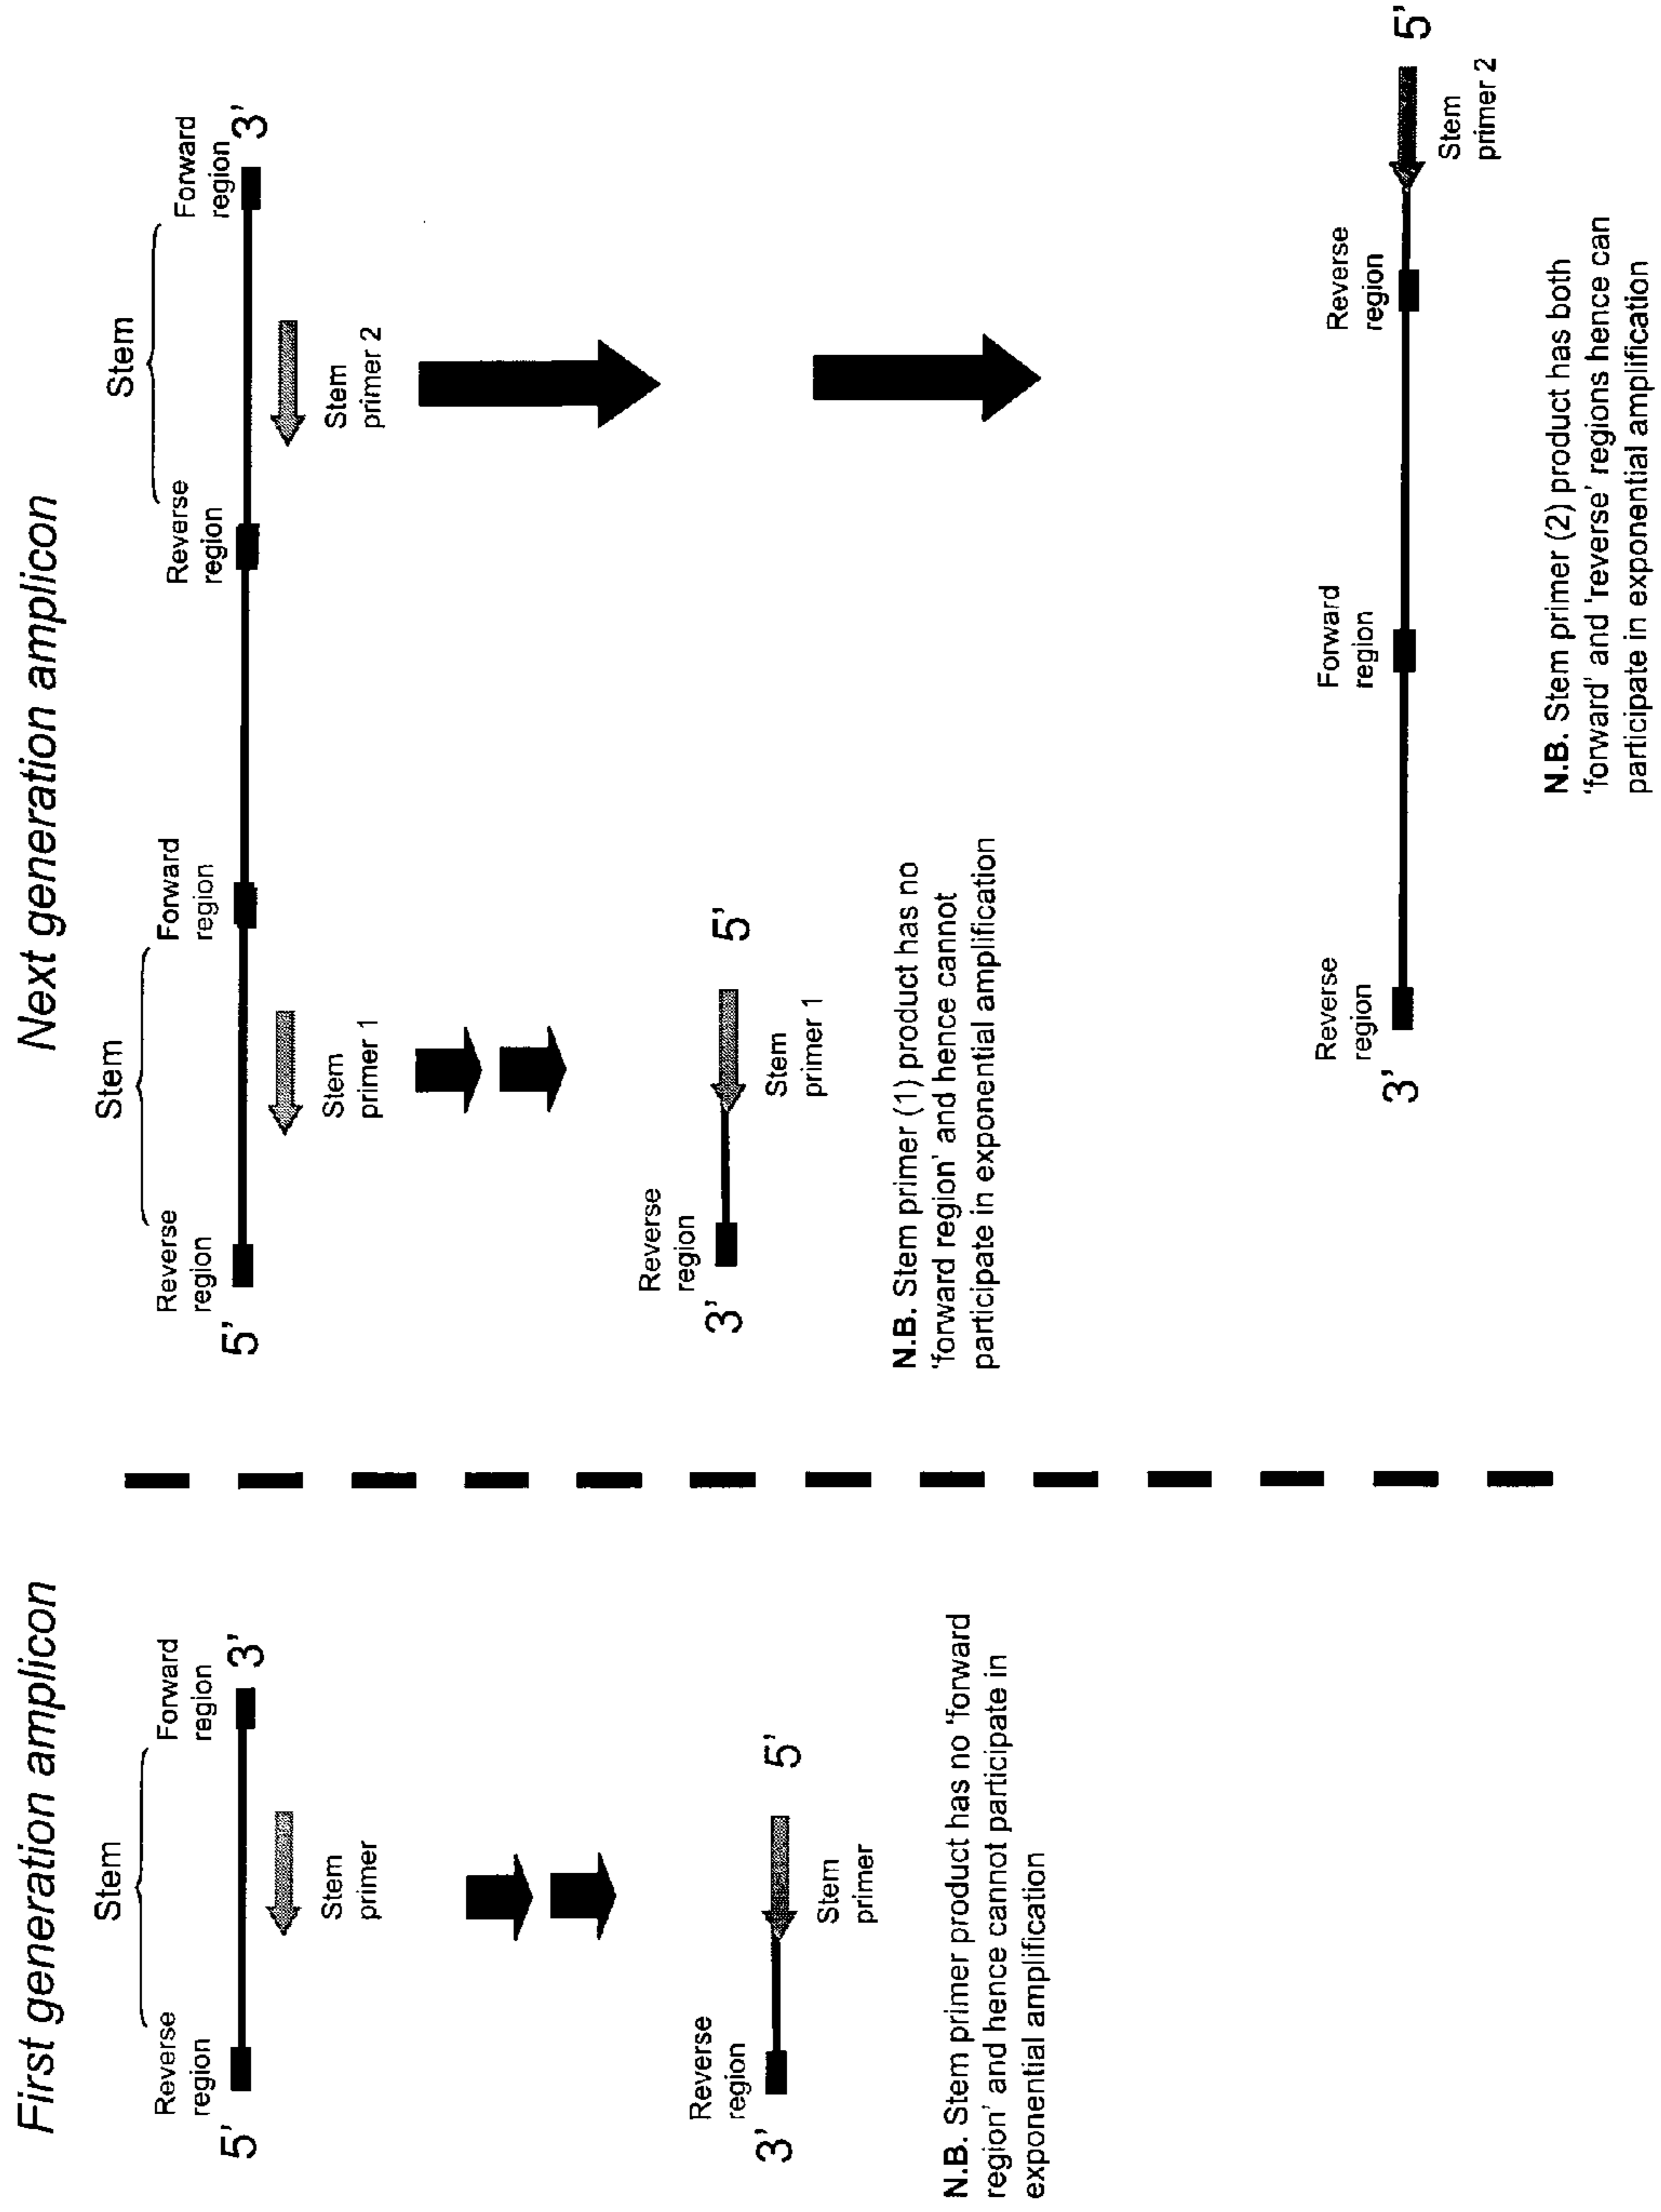 First generation amplicon
Stem
Reverse
region
Forward
region
5'
3'
Stem
primer
Reverse
region
3'
5'
Stem
primer
N.B. Stem primer product has no 'forward
region' and hence cannot participate in
exponential amplification
Next generation amplicon
Stem
Stem
Reverse
region
Forward
region
Reverse
region
Forward
region
5'
3'
Stem
primer 1
Stem
primer 2
Reverse
region
3'
5'
Stem
primer 1
N.B. Stem primer (1) product has no
'forward region' and hence cannot
participate in exponential amplification
Reverse
region
Forward
region
Reverse
region
3'
5'
Stem
primer 2
N.B. Stem primer (2) product has both
'forward' and 'reverse' regions hence can
participate in exponential amplification